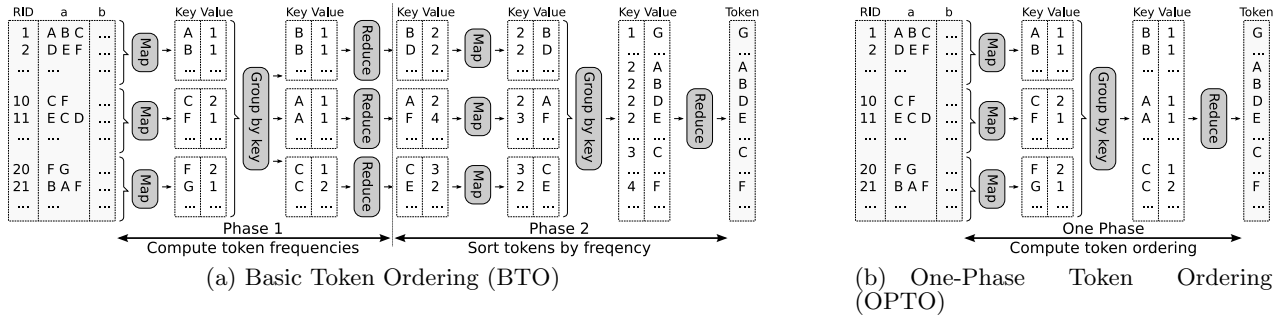 RID a b Key Value Key Value Key Value Key Value Key Value Token
1 A B C ... A 1 B 1 B 2 2 B 1 G G
2 D E F ... B 1 B 1 D 2 2 D ... ... ...
... ... ... ... ... ... ... ... ... ... 2 A A
Map Reduce Map
2 B B
10 C F ... C 2 A 1 A 2 2 A 2 D D
11 E C D ... F 1 A 1 F 4 3 F 2 E E
... ... ... ... ... ... ... ... ... ... ... ...
Map Group by key Reduce Map Group by key Reduce
3 C C
20 F G ... F 2 C 1 C 3 3 C ... ... ...
21 B A F ... G 1 C 2 E 2 2 E 4 F F
... ... ... ... ... ... ... ... ... ... ... ...
Map Reduce Map
Phase 1 Phase 2
Compute token frequencies Sort tokens by freqency
(a) Basic Token Ordering (BTO)
RID a b Key Value Key Value Token
1 A B C ... A 1 B 1 G
2 D E F ... B 1 B 1 ...
... ... ... ... ... ... A
Map
B
10 C F ... C 2 A 1 D
11 E C D ... F 1 A 1 E
... ... ... ... ... ...
Map Group by key Reduce
C
20 F G ... F 2 C 1 ...
21 B A F ... G 1 C 2 F
... ... ... ... ... ...
Map
One Phase
Compute token ordering
(b) One-Phase Token Ordering
(OPTO)